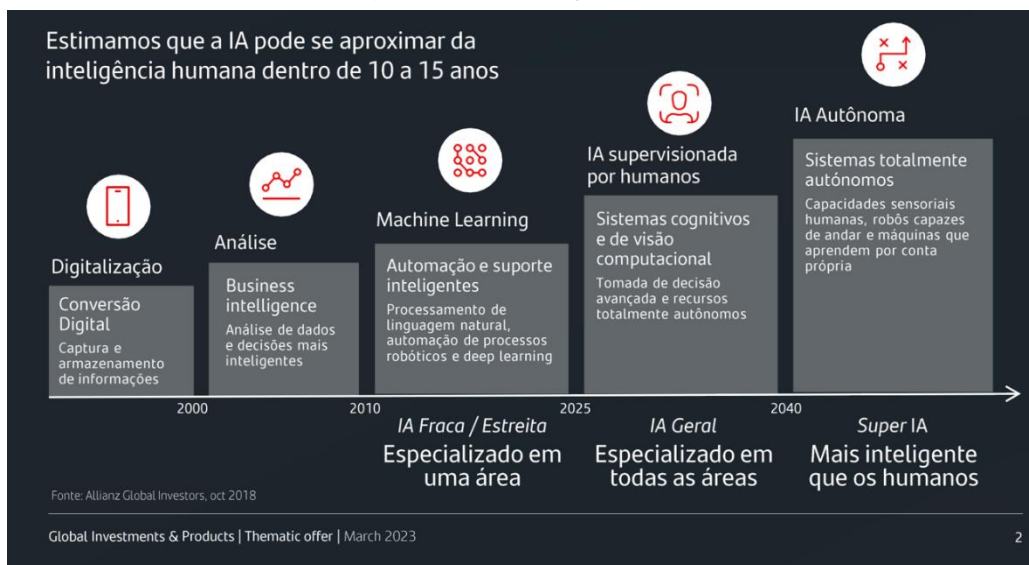 Estimamos que a IA pode se aproximar da
inteligência humana dentro de 10 a 15 anos
Digitalização
Conversão
Digital
Captura e
armazenamento
de informações
Análise
Business
intelligence
Análise de dados
e decisões mais
inteligentes
Machine Learning
Automação e suporte
inteligentes
Processamento de
linguagem natural,
automação de processos
robóticos e deep learning
IA supervisionada
por humanos
Sistemas cognitivos
e de visão
computacional
Tomada de decisão
avançada e recursos
totalmente autônomos
IA Autônoma
Sistemas totalmente
autónomos
Capacidades sensoriais
humanas, robôs capazes
de andar e máquinas que
aprendem por conta
própria
2000
2010
2025
2040
IA Fraca / Estreita
Especializado em
uma área
IA Geral
Especializado em
todas as áreas
Super IA
Mais inteligente
que os humanos
Fonte: Allianz Global Investors, oct 2018
Global Investments & Products | Thematic offer | March 2023
2